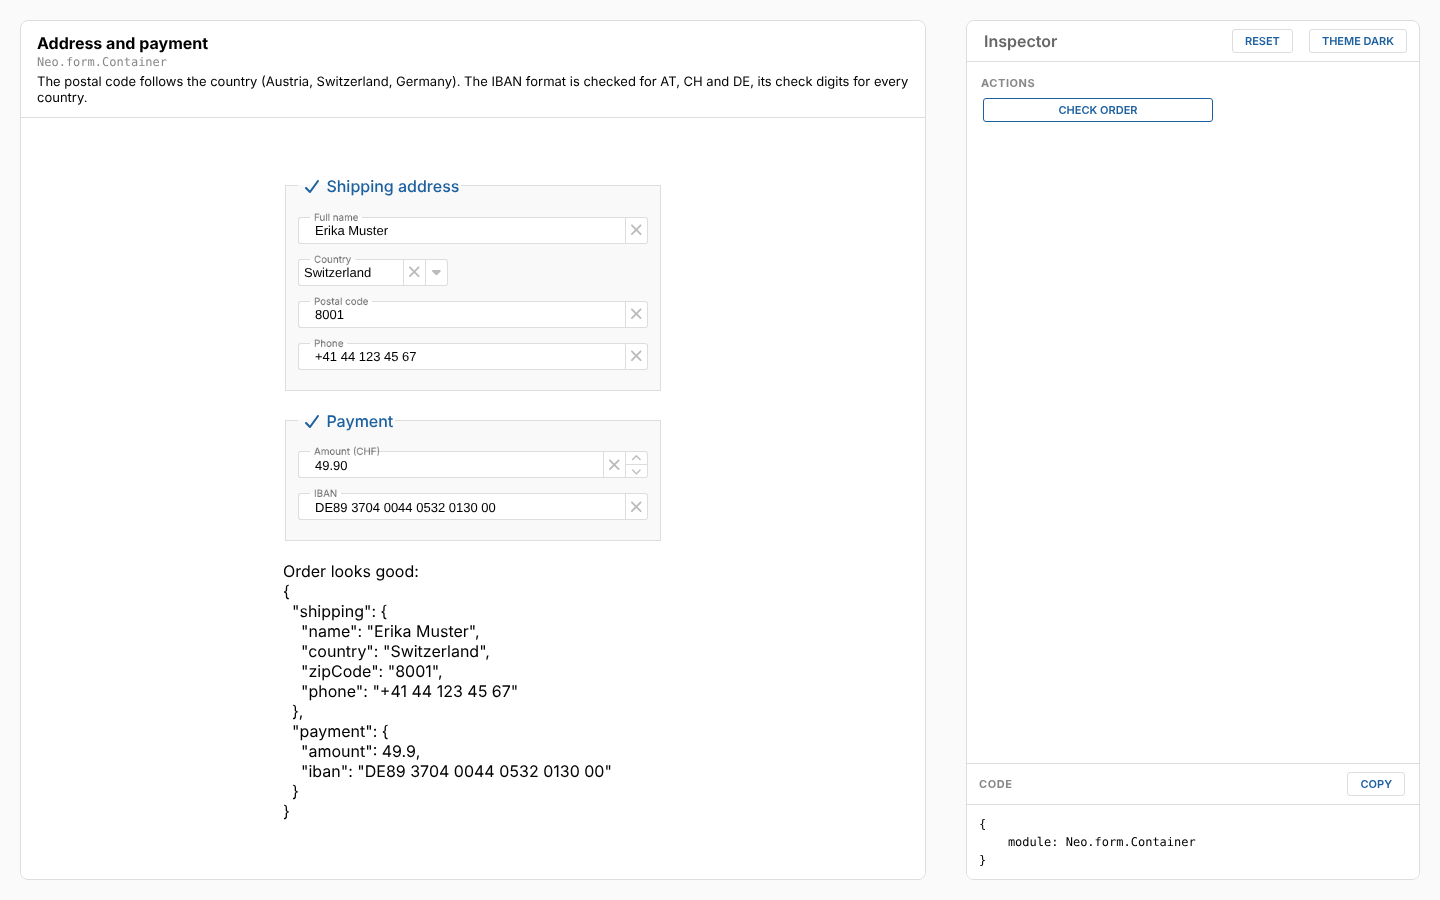 Address and payment
Neo.form.Container
The postal code follows the country (Austria, Switzerland, Germany). The IBAN format is checked for AT, CH and DE, its check digits for every
country.
Shipping address
Full name
Erika Muster
Country
Switzerland
Postal code
8001
Phone
+41 44 123 45 67
Payment
Amount (CHF)
49.90
IBAN
DE89 3704 0044 0532 0130 00
Order looks good:
{
  "shipping": {
    "name": "Erika Muster",
    "country": "Switzerland",
    "zipCode": "8001",
    "phone": "+41 44 123 45 67"
  },
  "payment": {
    "amount": 49.9,
    "iban": "DE89 3704 0044 0532 0130 00"
  }
}
Inspector
RESET
THEME DARK
ACTIONS
CHECK ORDER
CODE
COPY
{
    module: Neo.form.Container
}